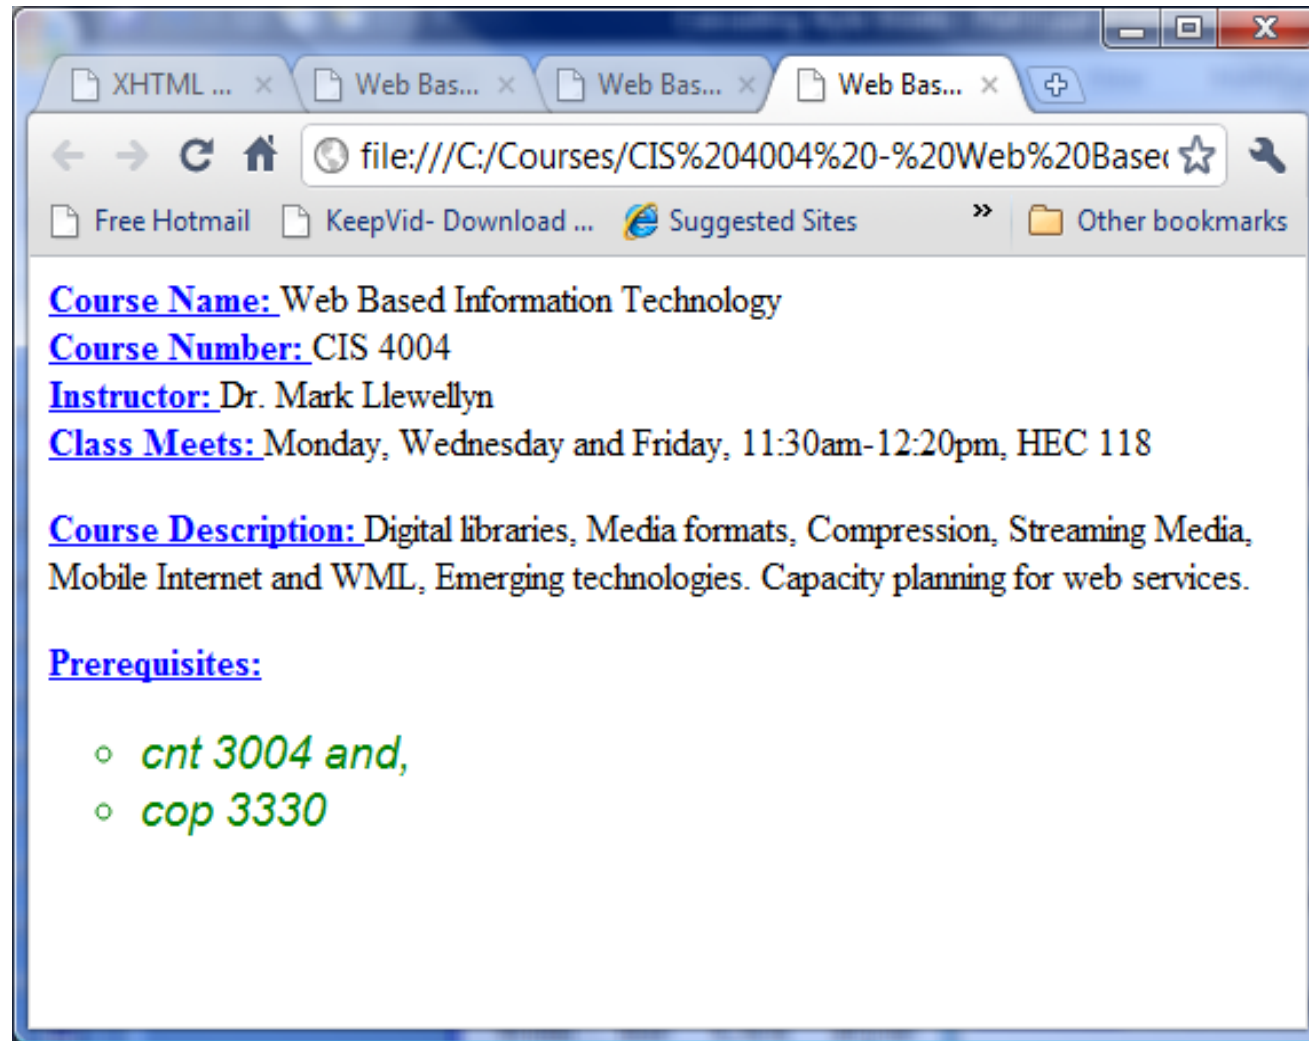 XHTML ...
Web Bas...
Web Bas...
Web Bas...
file:///C:/Courses/CIS%204004%20-%20Web%20Based
Free Hotmail
KeepVid- Download ...
Suggested Sites
»
Other bookmarks
Course Name: Web Based Information Technology
Course Number: CIS 4004
Instructor: Dr. Mark Llewellyn
Class Meets: Monday, Wednesday and Friday, 11:30am-12:20pm, HEC 118
Course Description: Digital libraries, Media formats, Compression, Streaming Media,
Mobile Internet and WML, Emerging technologies. Capacity planning for web services.
Prerequisites:
cnt 3004 and,
cop 3330